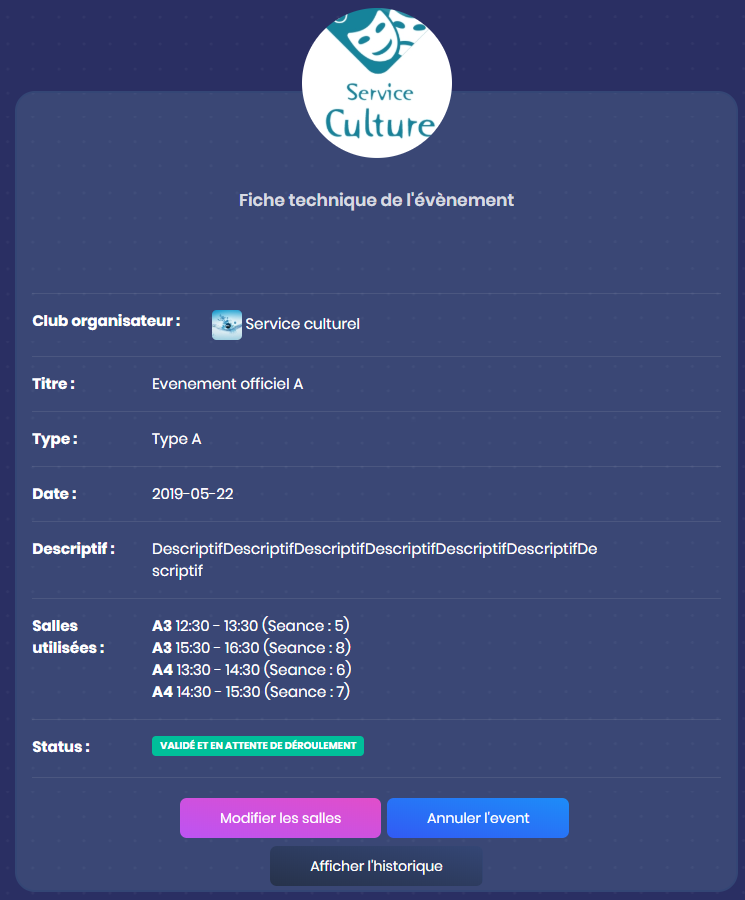 Service
Culture
Fiche technique de l'évènement
Club organisateur : Service culturel
Titre : Evenement officiel A
Type : Type A
Date : 2019-05-22
Descriptif : DescriptifDescriptifDescriptifDescriptifDescriptifDescriptifDe
scriptif
Salles utilisées :
A3 12:30 - 13:30 (Seance : 5)
A3 15:30 - 16:30 (Seance : 8)
A4 13:30 - 14:30 (Seance : 6)
A4 14:30 - 15:30 (Seance : 7)
Status : VALIDÉ ET EN ATTENTE DE DÉROULEMENT
Modifier les salles Annuler l'event
Afficher l'historique